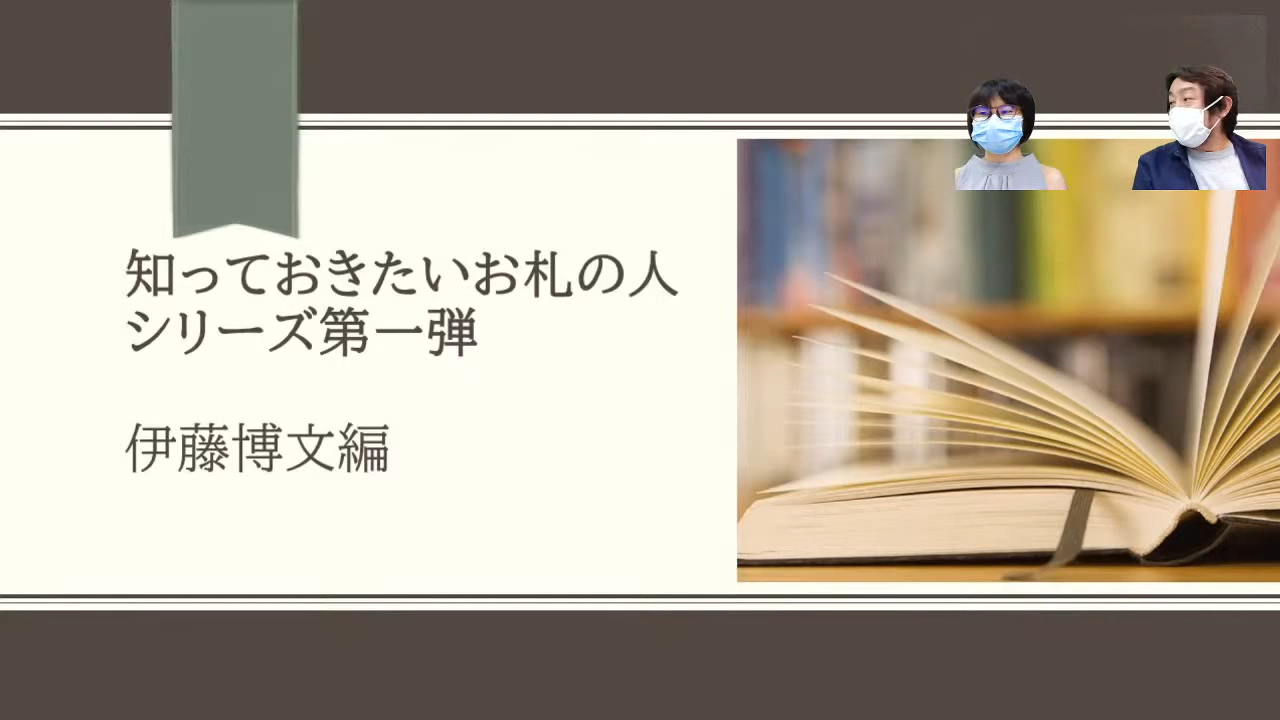 知っておきたいお札の人
シリーズ第一弾
伊藤博文編